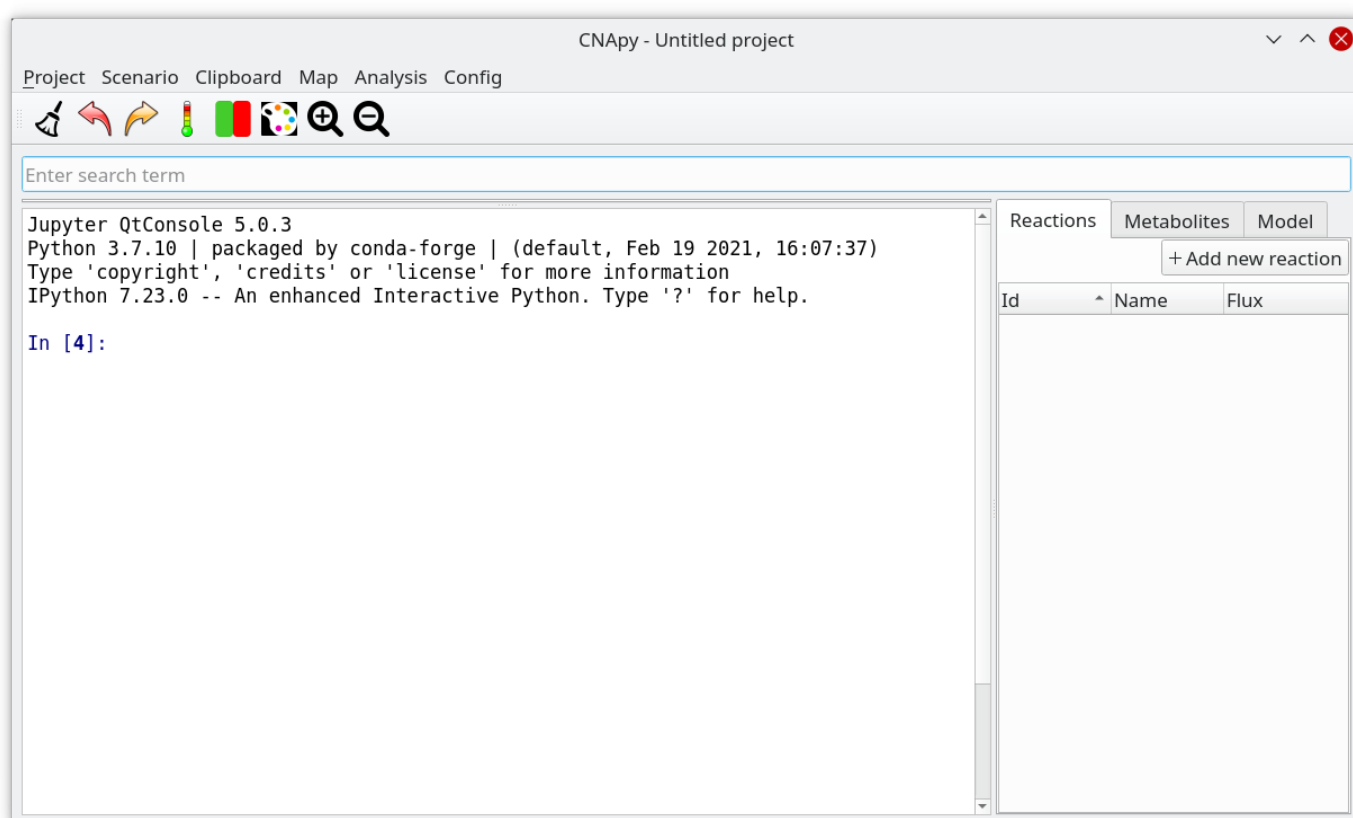 CNApy - Untitled project
Project Scenario Clipboard Map Analysis Config
Enter search term
Jupyter QtConsole 5.0.3
Python 3.7.10 | packaged by conda-forge | (default, Feb 19 2021, 16:07:37)
Type 'copyright', 'credits' or 'license' for more information
IPython 7.23.0 -- An enhanced Interactive Python. Type '?' for help.
In [4]:
Reactions Metabolites Model
+ Add new reaction
Id Name Flux